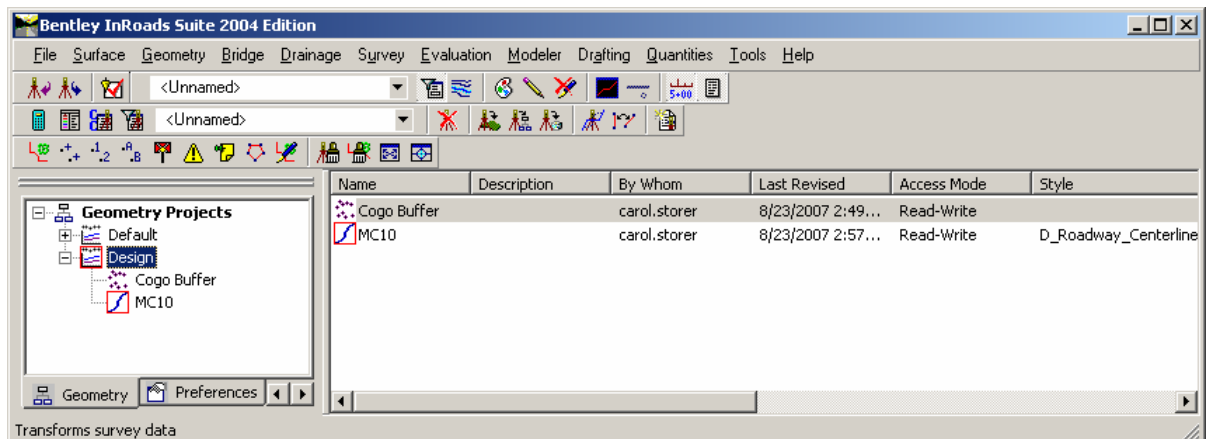 Bentley InRoads Suite 2004 Edition
File Surface Geometry Bridge Drainage Survey Evaluation Modeler Drafting Quantities Tools Help
<Unnamed>
5+00
<Unnamed>
Name Description By Whom Last Revised Access Mode Style
Cogo Buffer carol.storer 8/23/2007 2:49... Read-Write
MC10 carol.storer 8/23/2007 2:57... Read-Write D_Roadway_Centerline
Geometry Projects
Default
Design
Cogo Buffer
MC10
Geometry Preferences
Transforms survey data